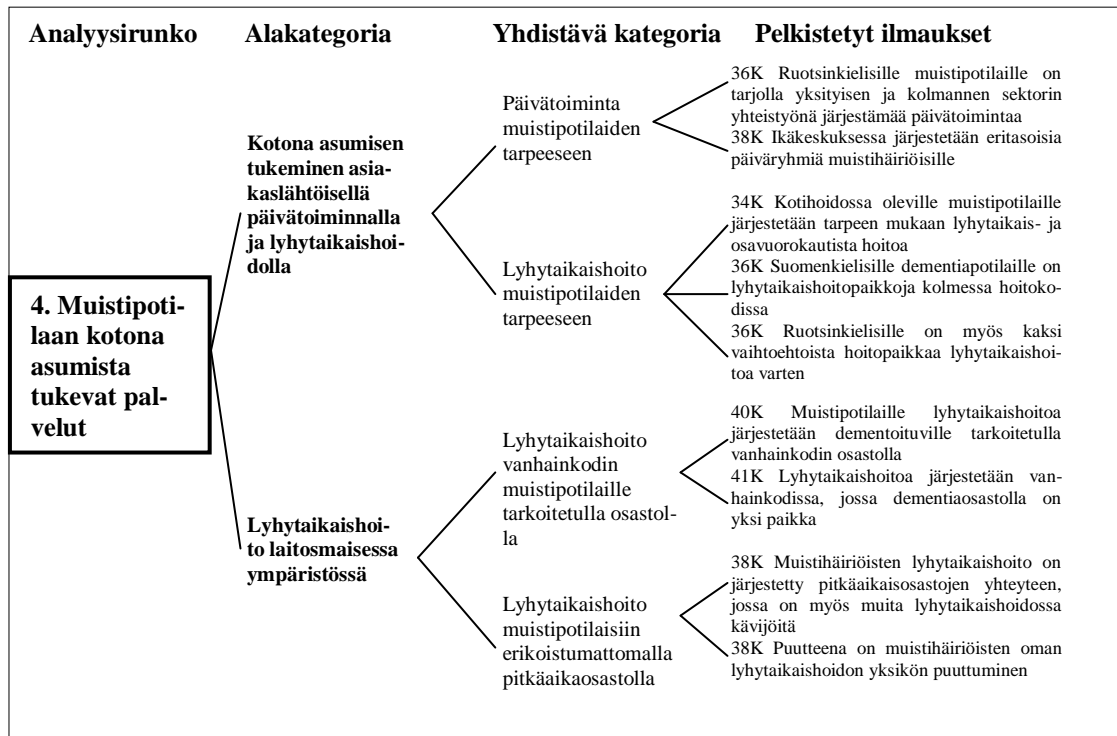 Analyysirunko Alakategoria Yhdistävä kategoria Pelkistetyt ilmaukset
4. Muistipoti-
laan kotona
asumista
tukevat pal-
velut
Kotona asumisen
tukeminen asia-
kaslähtöisellä
päivätoiminnalla
ja lyhytaikaishoi-
dolla
Päivätoiminta
muistipotilaiden
tarpeeseen
36K Ruotsinkielisille muistipotilaille on
tarjolla yksityisen ja kolmannen sektorin
yhteistyönä järjestämää päivätoimintaa
38K Ikäkeskuksessa järjestetään eritasoisia
päiväryhmiä muistihäiriöisille
Lyhytaikaishoito
muistipotilaiden
tarpeeseen
34K Kotihoidossa oleville muistipotilaille
järjestetään tarpeen mukaan lyhytaikais- ja
osavuorokautista hoitoa
36K Suomenkielisille dementiapotilaille on
lyhytaikaishoitopaikkoja kolmessa hoitoko-
dissa
36K Ruotsinkielisille on myös kaksi
vaihtoehtoista hoitopaikkaa lyhytaikaishoi-
toa varten
Lyhytaikaishoi-
to laitosmaisessa
ympäristössä
Lyhytaikaishoito
vanhainkodin
muistipotilaille
tarkoitetulla osastol-
la
40K Muistipotilaille lyhytaikaishoitoa
järjestetään dementoituville tarkoitetulla
vanhainkodin osastolla
41K Lyhytaikaishoitoa järjestetään van-
hainkodissa, jossa dementiaosastolla on
yksi paikka
Lyhytaikaishoito
muistipotilaisiin
erikoistumattomalla
pitkäaikaosastolla
38K Muistihäiriöisten lyhytaikaishoito on
järjestetty pitkäaikaisosastojen yhteyteen,
jossa on myös muita lyhytaikaishoidossa
kävijöitä
38K Puutteena on muistihäiriöisten oman
lyhytaikaishoidon yksikön puuttuminen